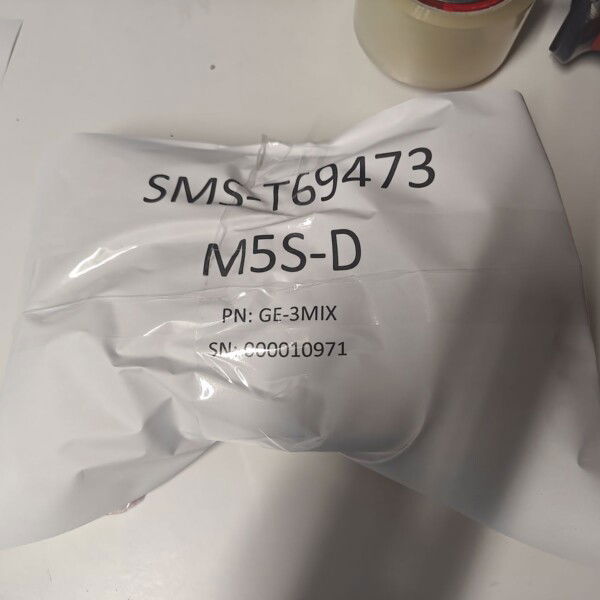 SMS-T69473
M5S-D
PN: GE-3MIX
SN: 000010971